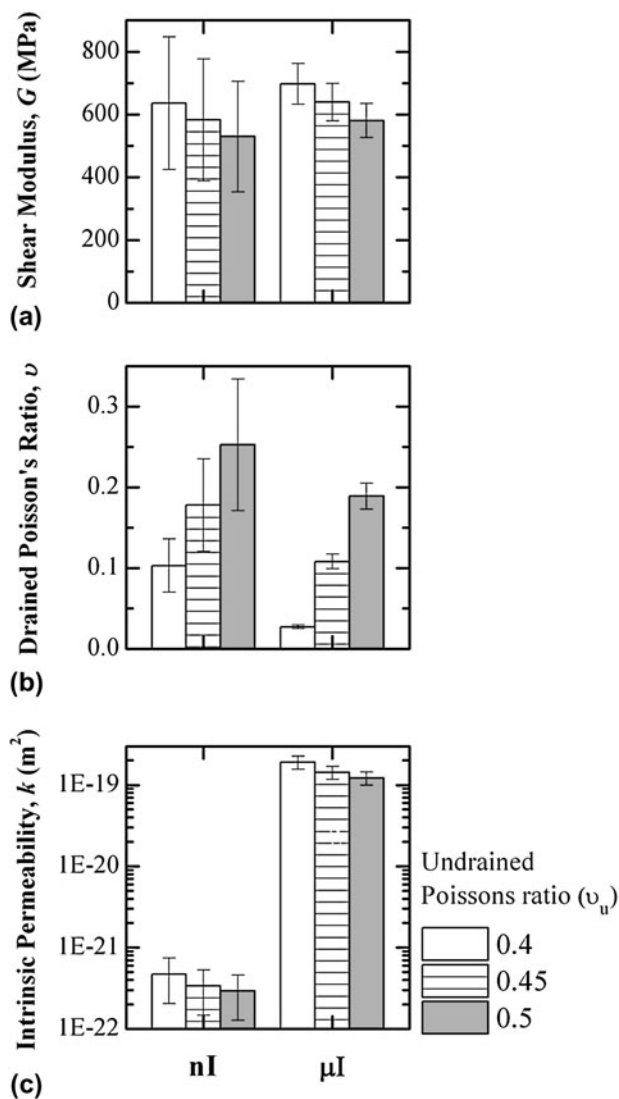 Shear Modulus, G (MPa)
800
600
400
200
0
(a)
Drained Poisson's Ratio, υ
0.3
0.2
0.1
0.0
(b)
Intrinsic Permeability, k (m²)
1E-19
1E-20
1E-21
1E-22
nI
μI
(c)
Undrained
Poissons ratio (υᵤ)
0.4
0.45
0.5